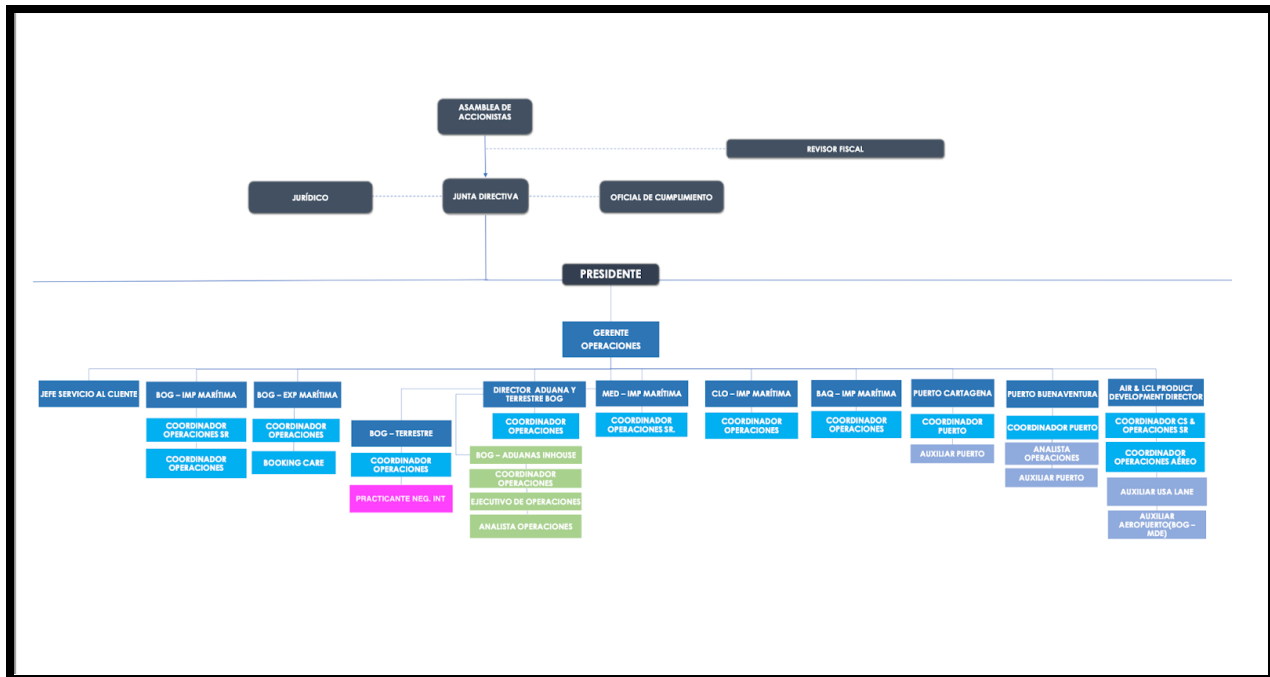 ASAMBLEA DE
ACCIONISTAS
REVISOR FISCAL
JURÍDICO
JUNTA DIRECTIVA
OFICIAL DE CUMPLIMIENTO
PRESIDENTE
GERENTE
OPERACIONES
JEFE SERVICIO AL CLIENTE
BOG – IMP MARÍTIMA
COORDINADOR
OPERACIONES SR
COORDINADOR
OPERACIONES
BOG – EXP MARÍTIMA
COORDINADOR
OPERACIONES
BOOKING CARE
BOG – TERRESTRE
COORDINADOR
OPERACIONES
PRACTICANTE NEG. INT
DIRECTOR ADUANA Y
TERRESTRE BOG
COORDINADOR
OPERACIONES
BOG – ADUANAS INHOUSE
COORDINADOR
OPERACIONES
EJECUTIVO DE OPERACIONES
ANALISTA OPERACIONES
MED – IMP MARÍTIMA
COORDINADOR
OPERACIONES SR.
CLO – IMP MARÍTIMA
COORDINADOR
OPERACIONES
BAQ – IMP MARÍTIMA
COORDINADOR
OPERACIONES
PUERTO CARTAGENA
COORDINADOR
PUERTO
AUXILIAR PUERTO
PUERTO BUENAVENTURA
COORDINADOR PUERTO
ANALISTA
OPERACIONES
AUXILIAR PUERTO
AIR & LCL PRODUCT
DEVELOPMENT DIRECTOR
COORDINADOR CS &
OPERACIONES SR
COORDINADOR
OPERACIONES AÉREO
AUXILIAR USA LANE
AUXILIAR
AEROPUERTO(BOG –
MDE)